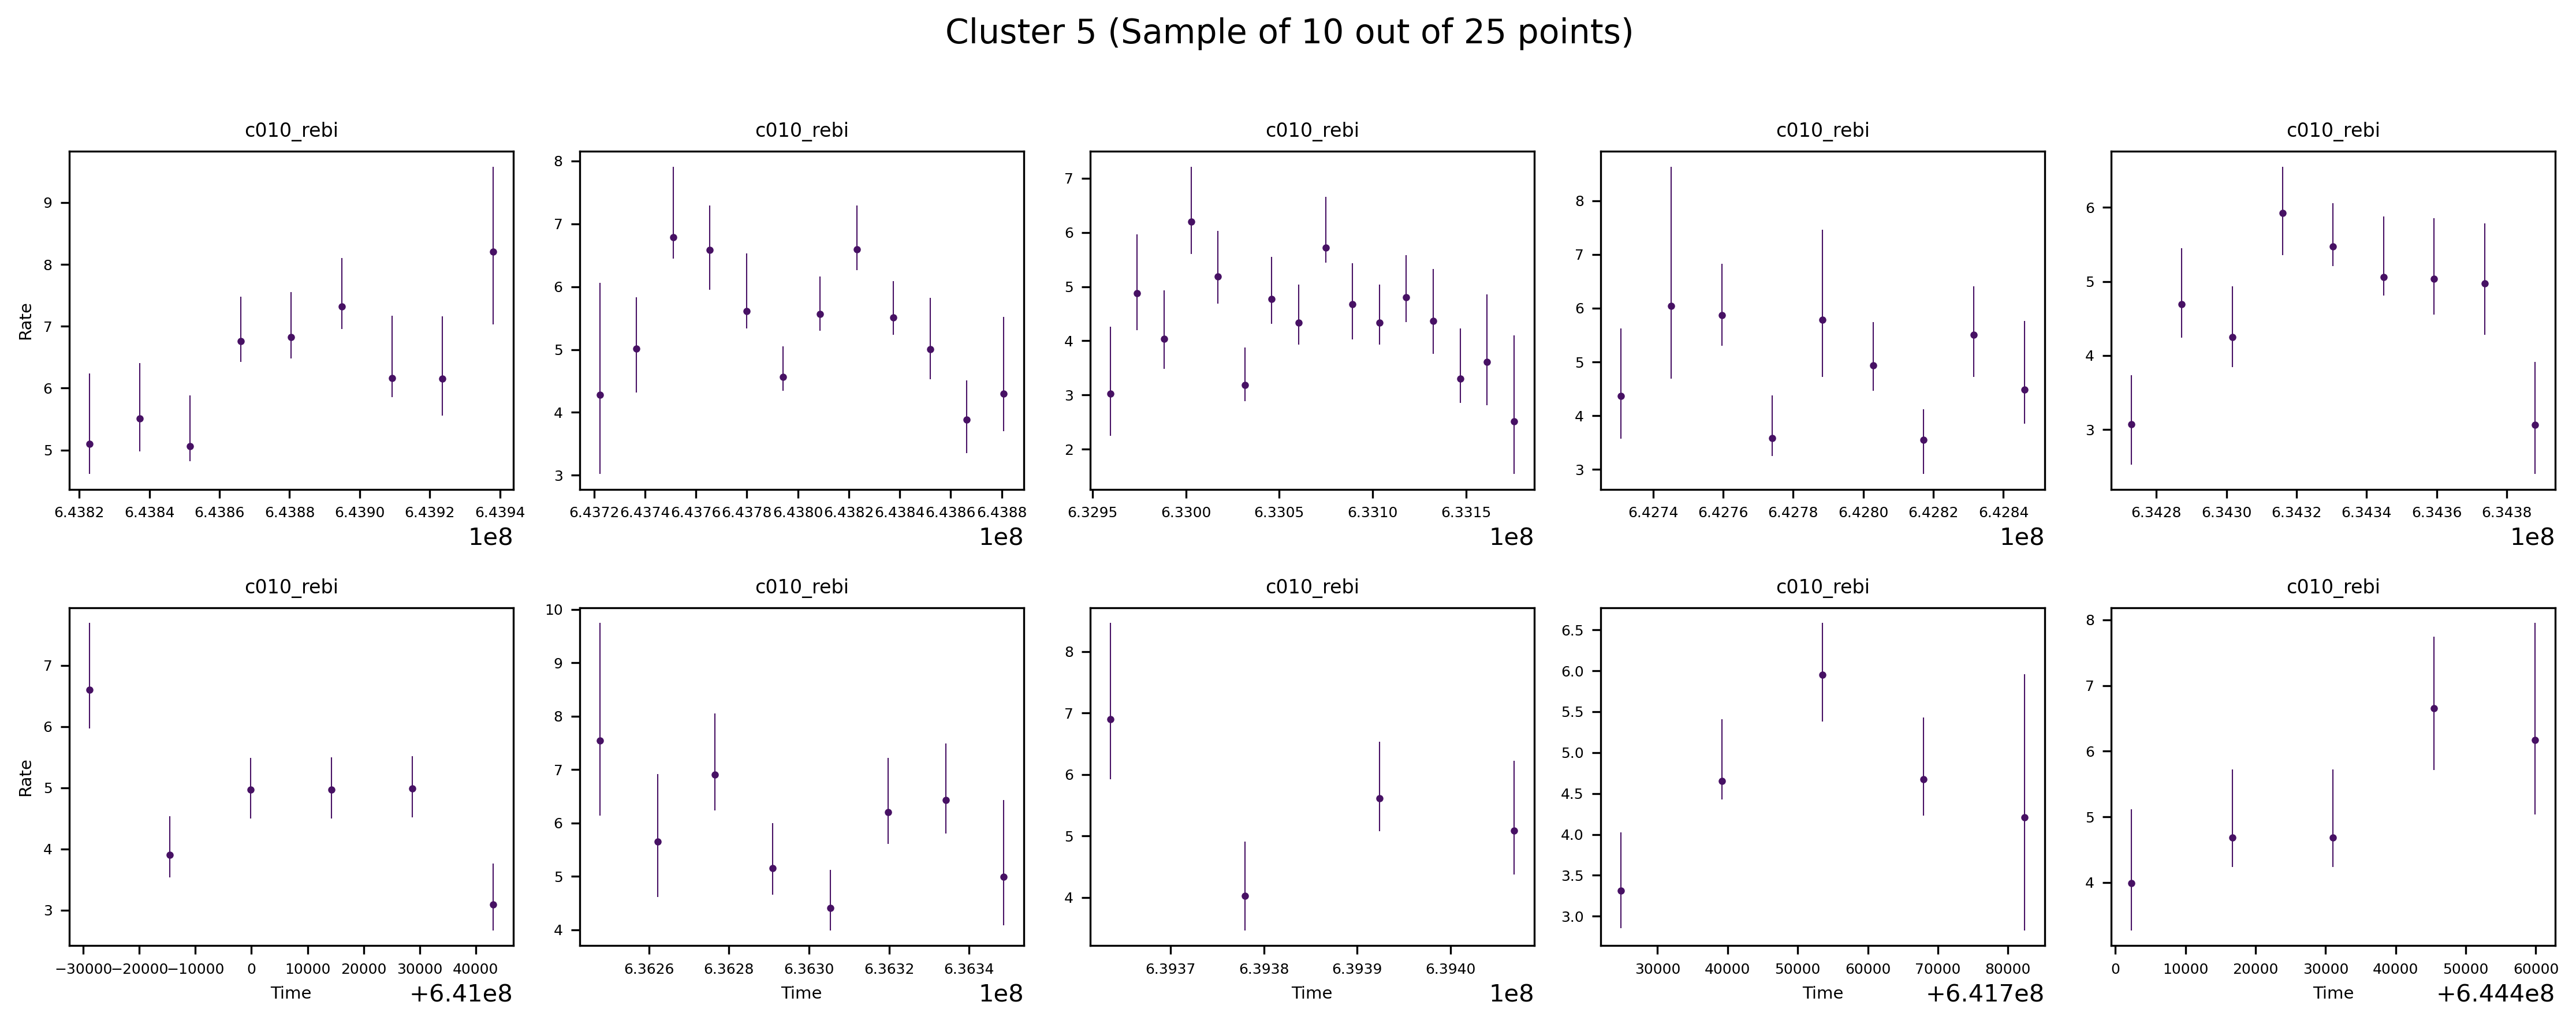 Cluster 5 (Sample of 10 out of 25 points)
c010_rebi c010_rebi c010_rebi c010_rebi c010_rebi
Rate
9
8
7
6
5
6.4382 6.4384 6.4386 6.4388 6.4390 6.4392 6.4394
1e8
8
7
6
5
4
3
6.4372 6.4374 6.4376 6.4378 6.4380 6.4382 6.4384 6.4386 6.4388
1e8
7
6
5
4
3
2
6.3295 6.3300 6.3305 6.3310 6.3315
1e8
8
7
6
5
4
3
6.4274 6.4276 6.4278 6.4280 6.4282 6.4284
1e8
6
5
4
3
6.3428 6.3430 6.3432 6.3434 6.3436 6.3438
1e8
c010_rebi c010_rebi c010_rebi c010_rebi c010_rebi
Rate
7
6
5
4
3
−30000 −20000 −10000 0 10000 20000 30000 40000
Time +6.41e8
10
9
8
7
6
5
4
6.3626 6.3628 6.3630 6.3632 6.3634
Time 1e8
8
7
6
5
4
6.3937 6.3938 6.3939 6.3940
Time 1e8
6.5
6.0
5.5
5.0
4.5
4.0
3.5
3.0
30000 40000 50000 60000 70000 80000
Time +6.417e8
8
7
6
5
4
0 10000 20000 30000 40000 50000 60000
Time +6.444e8